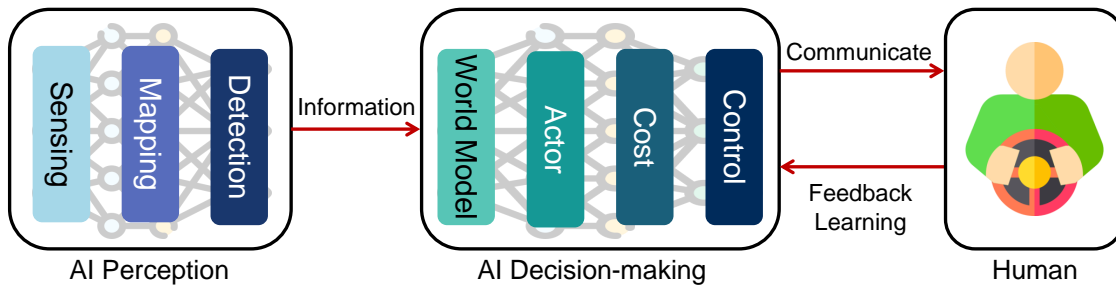 Sensing
Mapping
Detection
AI Perception
Information
World Model
Actor
Cost
Control
AI Decision-making
Communicate
Feedback
Learning
Human